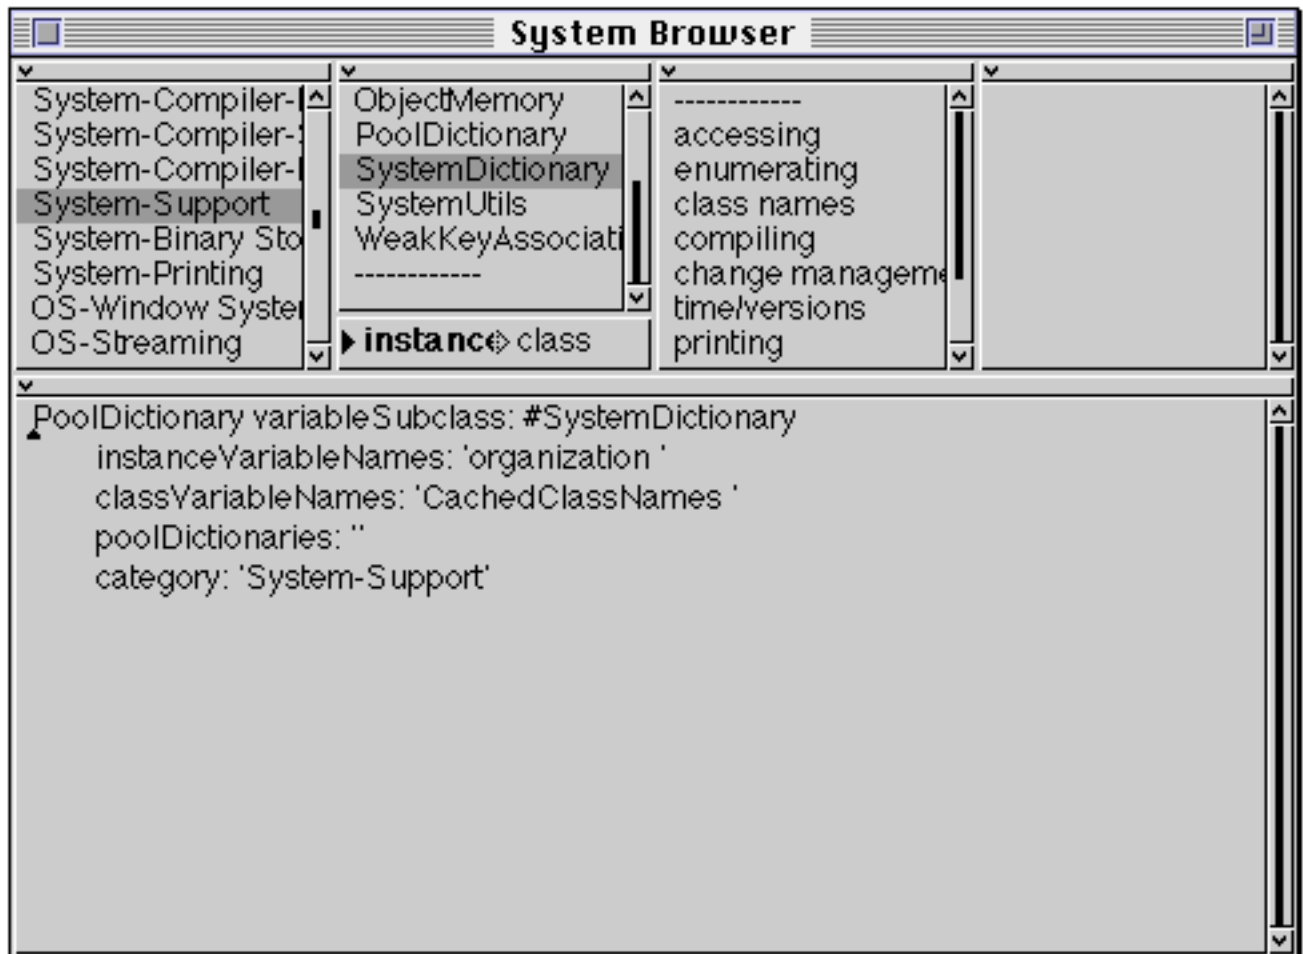 System Browser
System-Compiler-
System-Compiler-
System-Compiler-
System-Support
System-Binary Sto
System-Printing
OS-Window System
OS-Streaming
ObjectMemory
PoolDictionary
SystemDictionary
SystemUtils
WeakKeyAssociati
------------
instance class
------------
accessing
enumerating
class names
compiling
change manageme
time/versions
printing
PoolDictionary variableSubclass: #SystemDictionary
instanceVariableNames: 'organization '
classVariableNames: 'CachedClassNames '
poolDictionaries: ''
category: 'System-Support'